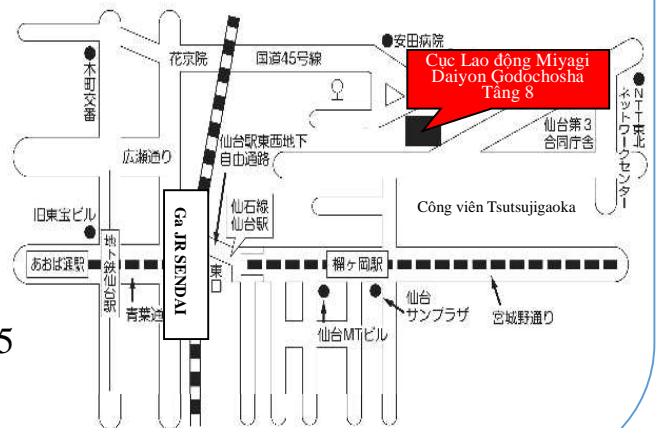 安田病院
花京院
国道45号線
Cục Lao động Miyagi
Daiyon Godochosha
Tầng 8
本町交番
NTT東北
ネットワークセンター
仙台第3
合同庁舎
広瀬通り
仙台駅東西地下
自由通路
旧東宝ビル
Ga JR SENDAI
仙石線
仙台駅
Công viên Tsutsujigaoka
あおば通駅
地下鉄仙台駅
東口
榴ヶ岡駅
青葉通
仙台MTビル
仙台
サンプラザ
宮城野通り
5